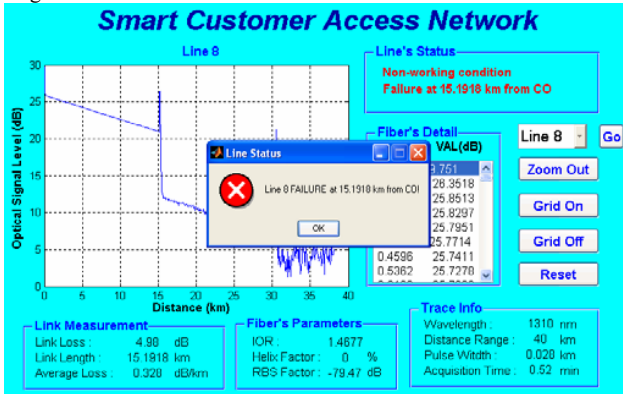 Smart Customer Access Network
Line 8
Optical Signal Level (dB)
30
25
20
15
10
5
0
0 5 10 15 20 25 30 35 40
Distance (km)
Line's Status
Non-working condition
Failure at 15.1918 km from CO
Fiber's Detail
VAL(dB)
26.3518
25.8513
25.8297
25.7951
25.7714
0.4596 25.7411
0.5362 25.7278
Line Status
Line 8 FAILURE at 15.1918 km from CO!
OK
Line 8
Go
Zoom Out
Grid On
Grid Off
Reset
Link Measurement
Link Loss : 4.98 dB
Link Length : 15.1918 km
Average Loss : 0.328 dB/km
Fiber's Parameters
IOR : 1.4677
Helix Factor : 0 %
RBS Factor : -79.47 dB
Trace Info
Wavelength : 1310 nm
Distance Range : 40 km
Pulse Witdth : 0.020 km
Acquisition Time : 0.52 min